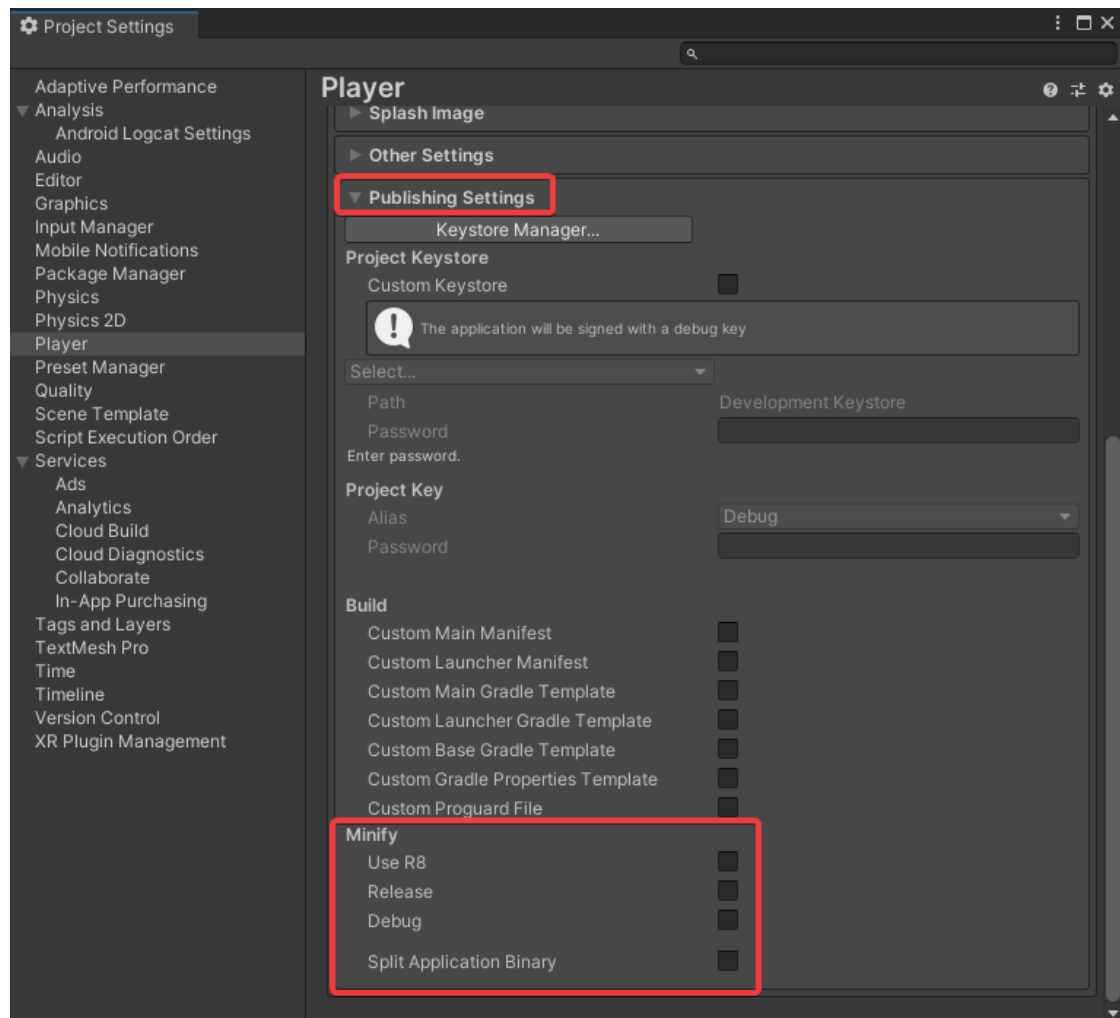 Project Settings
Adaptive Performance
Analysis
Android Logcat Settings
Audio
Editor
Graphics
Input Manager
Mobile Notifications
Package Manager
Physics
Physics 2D
Player
Preset Manager
Quality
Scene Template
Script Execution Order
Services
Ads
Analytics
Cloud Build
Cloud Diagnostics
Collaborate
In-App Purchasing
Tags and Layers
TextMesh Pro
Time
Timeline
Version Control
XR Plugin Management
Player
Splash Image
Other Settings
Publishing Settings
Keystore Manager...
Project Keystore
Custom Keystore
The application will be signed with a debug key
Select...
Path Development Keystore
Password
Enter password.
Project Key
Alias Debug
Password
Build
Custom Main Manifest
Custom Launcher Manifest
Custom Main Gradle Template
Custom Launcher Gradle Template
Custom Base Gradle Template
Custom Gradle Properties Template
Custom Proguard File
Minify
Use R8
Release
Debug
Split Application Binary